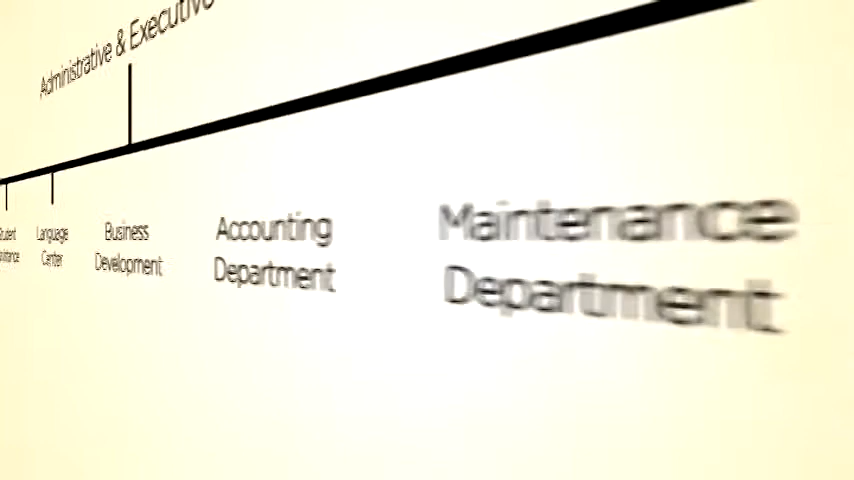 Administrative & Executive
Language
Center
Business
Development
Accounting
Department
Maintenance
Department